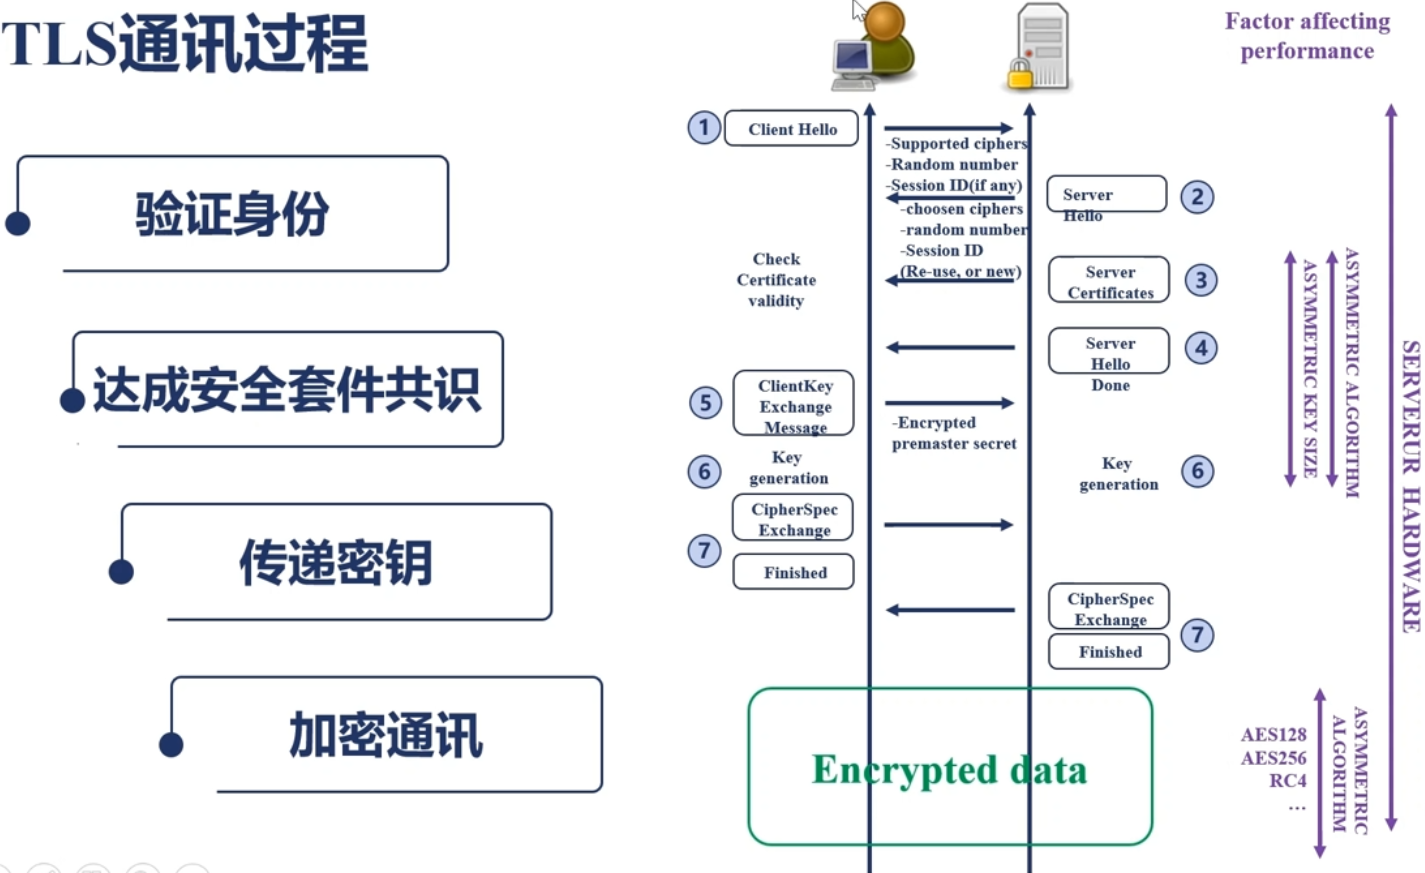 TLS通讯过程
验证身份
达成安全套件共识
传递密钥
加密通讯
Factor affecting
performance
1
Client Hello
-Supported ciphers
-Random number
-Session ID(if any)
Server
Hello
2
-choosen ciphers
-random number
-Session ID
(Re-use, or new)
Check
Certificate
validity
Server
Certificates
3
Server
Hello
Done
4
5
ClientKey
Exchange
Message
-Encrypted
premaster secret
6
Key
generation
Key
generation
6
CipherSpec
Exchange
7
Finished
CipherSpec
Exchange
7
Finished
Encrypted data
ASYMMETRIC KEY SIZE
ASYMMETRIC ALGORITHM
SERVERUR HARDWARE
AES128
AES256
RC4
...
ASYMMETRIC
ALGORITHM